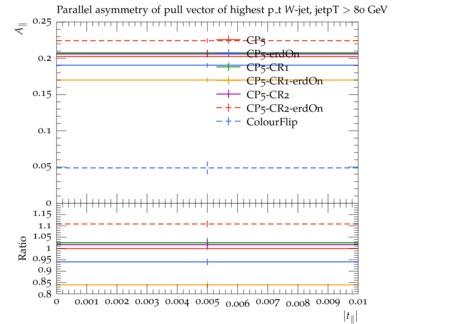 Parallel asymmetry of pull vector of highest p_t W-jet, jetpT > 80 GeV
A∥
0.25
0.2
0.15
0.1
0.05
0
CP5
CP5-erdOn
CP5-CR1
CP5-CR1-erdOn
CP5-CR2
CP5-CR2-erdOn
ColourFlip
Ratio
1.15
1.1
1.05
1.0
0.95
0.9
0.85
0.8
0 0.001 0.002 0.003 0.004 0.005 0.006 0.007 0.008 0.009 0.01
|t∥|